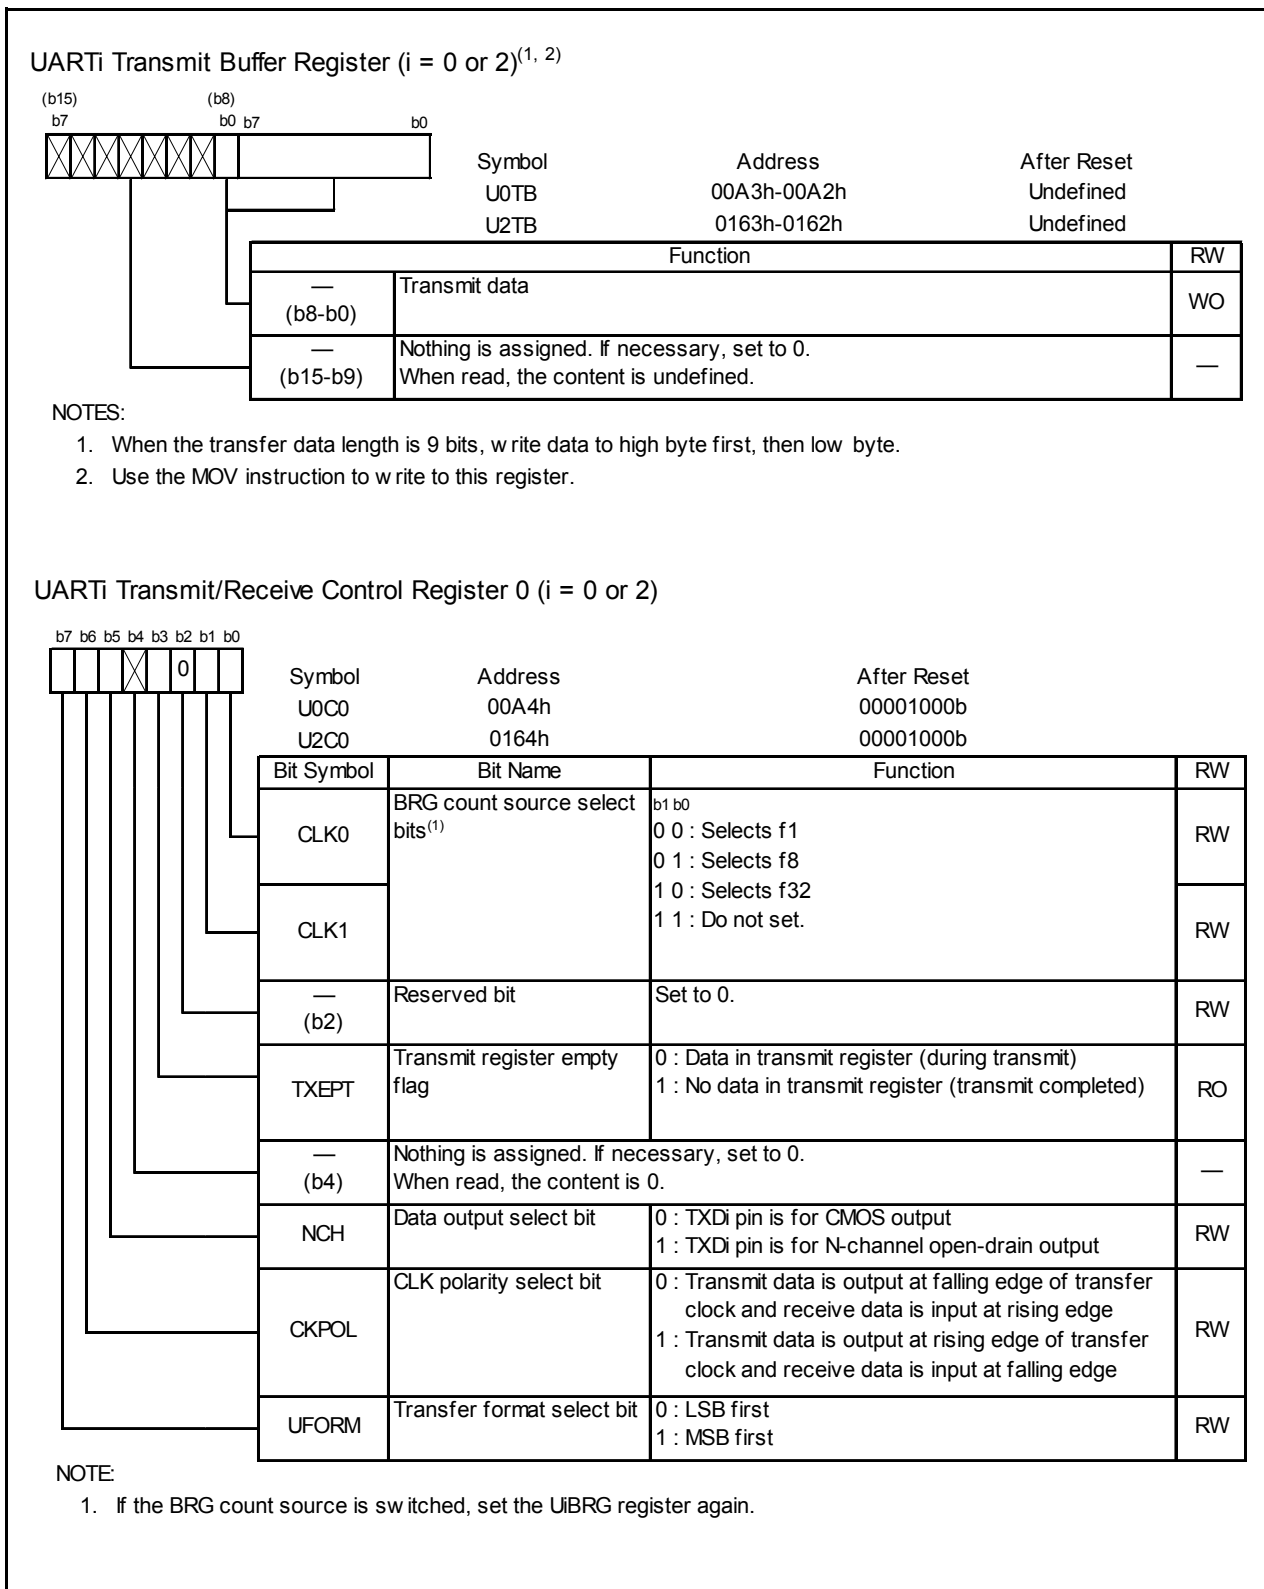 UARTi Transmit Buffer Register (i = 0 or 2)(1, 2)
(b15) (b8)
b7 b0 b7 b0
Symbol Address After Reset
U0TB 00A3h-00A2h Undefined
U2TB 0163h-0162h Undefined
Function RW
— (b8-b0) Transmit data WO
— (b15-b9) Nothing is assigned. If necessary, set to 0. —
When read, the content is undefined.
NOTES:
1. When the transfer data length is 9 bits, write data to high byte first, then low byte.
2. Use the MOV instruction to write to this register.
UARTi Transmit/Receive Control Register 0 (i = 0 or 2)
b7 b6 b5 b4 b3 b2 b1 b0
0
Symbol Address After Reset
U0C0 00A4h 00001000b
U2C0 0164h 00001000b
Bit Symbol Bit Name Function RW
BRG count source select b1 b0
CLK0 bits(1) 0 0 : Selects f1 RW
0 1 : Selects f8
1 0 : Selects f32
CLK1 1 1 : Do not set. RW
— (b2) Reserved bit Set to 0. RW
Transmit register empty 0 : Data in transmit register (during transmit)
TXEPT flag 1 : No data in transmit register (transmit completed) RO
— (b4) Nothing is assigned. If necessary, set to 0. —
When read, the content is 0.
NCH Data output select bit 0 : TXDi pin is for CMOS output RW
1 : TXDi pin is for N-channel open-drain output
CLK polarity select bit 0 : Transmit data is output at falling edge of transfer
clock and receive data is input at rising edge
CKPOL 1 : Transmit data is output at rising edge of transfer RW
clock and receive data is input at falling edge
UFORM Transfer format select bit 0 : LSB first RW
1 : MSB first
NOTE:
1. If the BRG count source is switched, set the UiBRG register again.